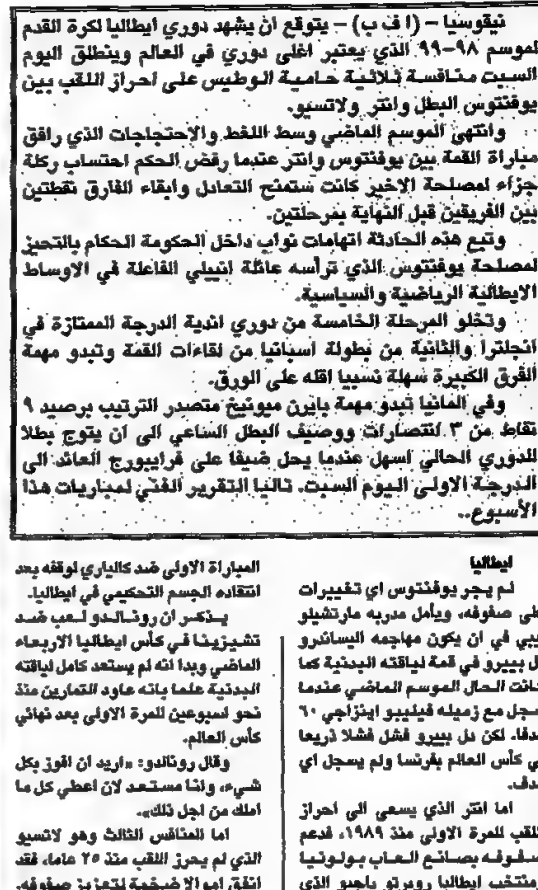 نيقوسيا – (ا ف ب) – يتوقع ان يشهد دوري ايطاليا لكرة القدم
لموسم ٩٨-٩٩ الذي يعتبر اغلى دوري في العالم وينطلق اليوم
السبت منافسة ثلاثية حامية الوطيس على احراز اللقب بين
يوفنتوس البطل وانتر ولاتسيو.
وانتهى الموسم الماضي وسط اللغط والاحتجاجات الذي رافق
مباراة القمة بين يوفنتوس وانتر عندما رفض الحكم احتساب ركلة
جزاء لمصلحة الاخير كانت ستمنح التعادل وابقاء الفارق نقطتين
بين الفريقين قبل النهاية بمرحلتين.
وتبع هذه الحادثة اتهامات نواب داخل الحكومة الحكام بالتحيز
لمصلحة يوفنتوس الذي ترأسه عائلة انييلي الفاعلة في الاوساط
الايطالية الرياضية والسياسية.
وتخلو المرحلة الخامسة من دوري اندية الدرجة الممتازة في
انجلترا والثانية من بطولة اسبانيا من لقاءات القمة وتبدو مهمة
الفرق الكبيرة سهلة نسبيا اقله على الورق.
وفي المانيا تبدو مهمة بايرن ميونيخ متصدر الترتيب برصيد ٩
نقاط من ٣ انتصارات ووصيف البطل الساعي الى ان يتوج بطلا
للدوري الحالي اسهل عندما يحل ضيفا على فرايبورج العائد الى
الدرجة الاولى اليوم السبت. تاليا التقرير الفني لمباريات هذا
الأسبوع..
ايطاليا
لم يجر يوفنتوس اي تغييرات
على صفوفه، ويأمل مدربه مارتشيلو
ليبي في ان يكون مهاجمه اليساندرو
دل بييرو في قمة لياقته البدنية كما
كانت الحال الموسم الماضي عندما
سجل مع زميله فيليبو اينزاجي ٦٠
هدفا. لكن دل بييرو فشل فشلا ذريعا
في كأس العالم بفرنسا ولم يسجل اي
هدف.
اما انتر الذي يسعى الى احراز
اللقب للمرة الاولى منذ ١٩٨٩، فدعم
صفوفه بصانع العاب بولونيا
ومنتخب ايطاليا روبرتو باجيو الذي
المباراة الاولى ضد كالياري لوقفه بعد
انتقاده الجسم التحكيمي في ايطاليا.
يذكر ان رونالدو لعب ضد
تشيزينا في كأس ايطاليا الاربعاء
الماضي وبدا انه لم يستعد كامل لياقته
البدنية علما بانه عاود التمارين منذ
نحو اسبوعين للمرة الاولى بعد نهائي
كأس العالم.
وقال رونالدو: «اريد ان افوز بكل
شيء، وانا مستعد لان اعطي كل ما
املك من اجل ذلك».
اما المنافس الثالث وهو لاتسيو
الذي لم يحرز اللقب منذ ٢٥ عاما، فقد
انفق اموالا ضخمة لتعزيز صفوفه.